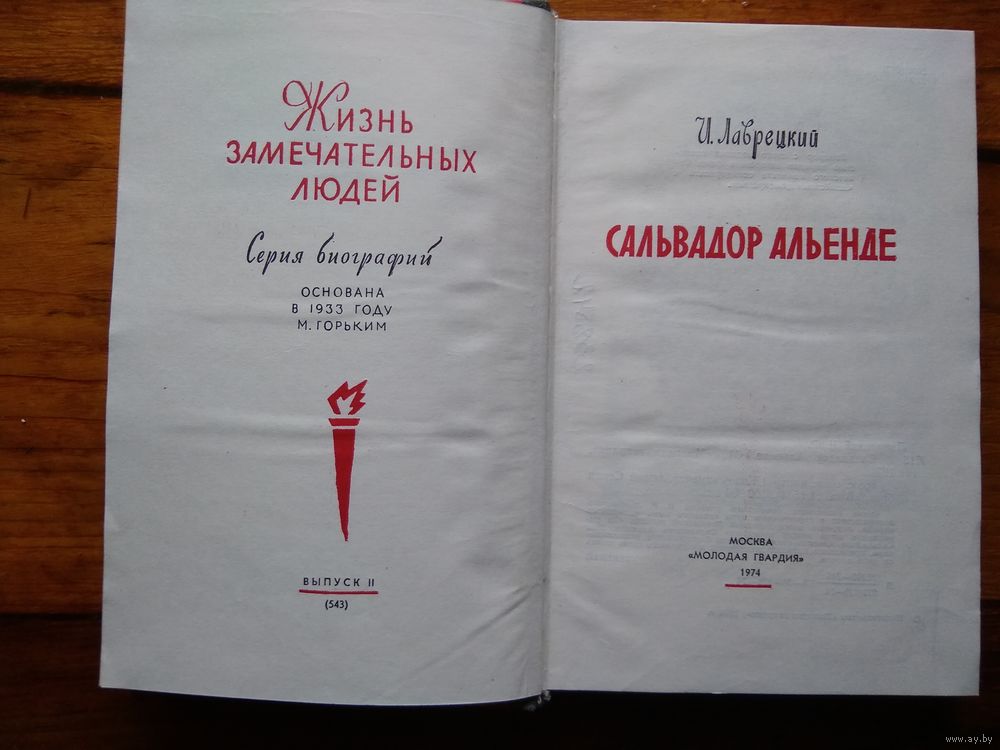 Жизнь
ЗАМЕЧАТЕЛЬНЫХ
ЛЮДЕЙ
Серия биографий
ОСНОВАНА
В 1933 ГОДУ
М. ГОРЬКИМ
ВЫПУСК 11
(543)
И. Лаврецкий
САЛЬВАДОР АЛЬЕНДЕ
МОСКВА
«МОЛОДАЯ ГВАРДИЯ»
1974
www.ay.by